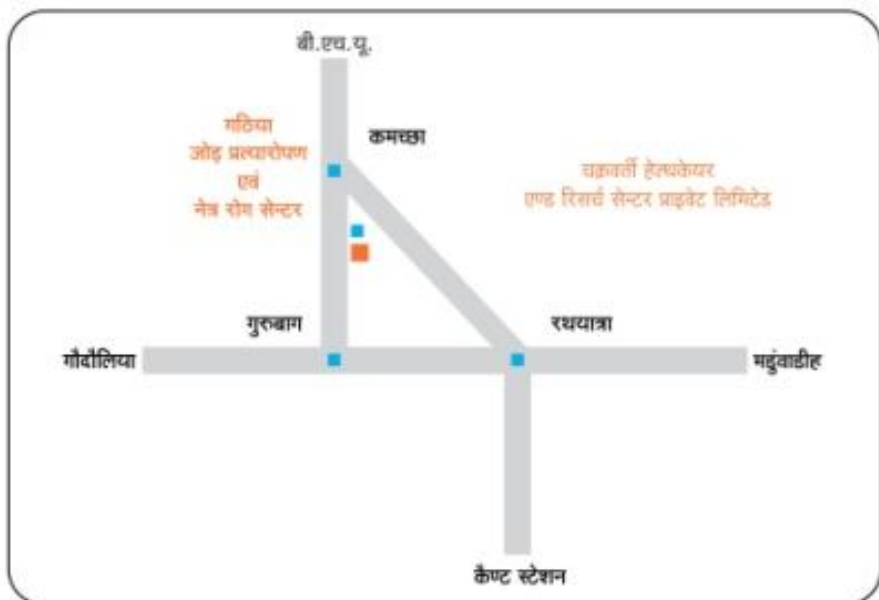 बी.एच.यू.
कमच्छा
गठिया
जोड़ प्रत्यारोपण
एवं
नेत्र रोग सेन्टर
चक्रवर्ती हेल्थकेयर
एण्ड रिसर्च सेन्टर प्राइवेट लिमिटेड
गुरुबाग
रथयात्रा
गौदौलिया
मडुंवाडीह
कैण्ट स्टेशन